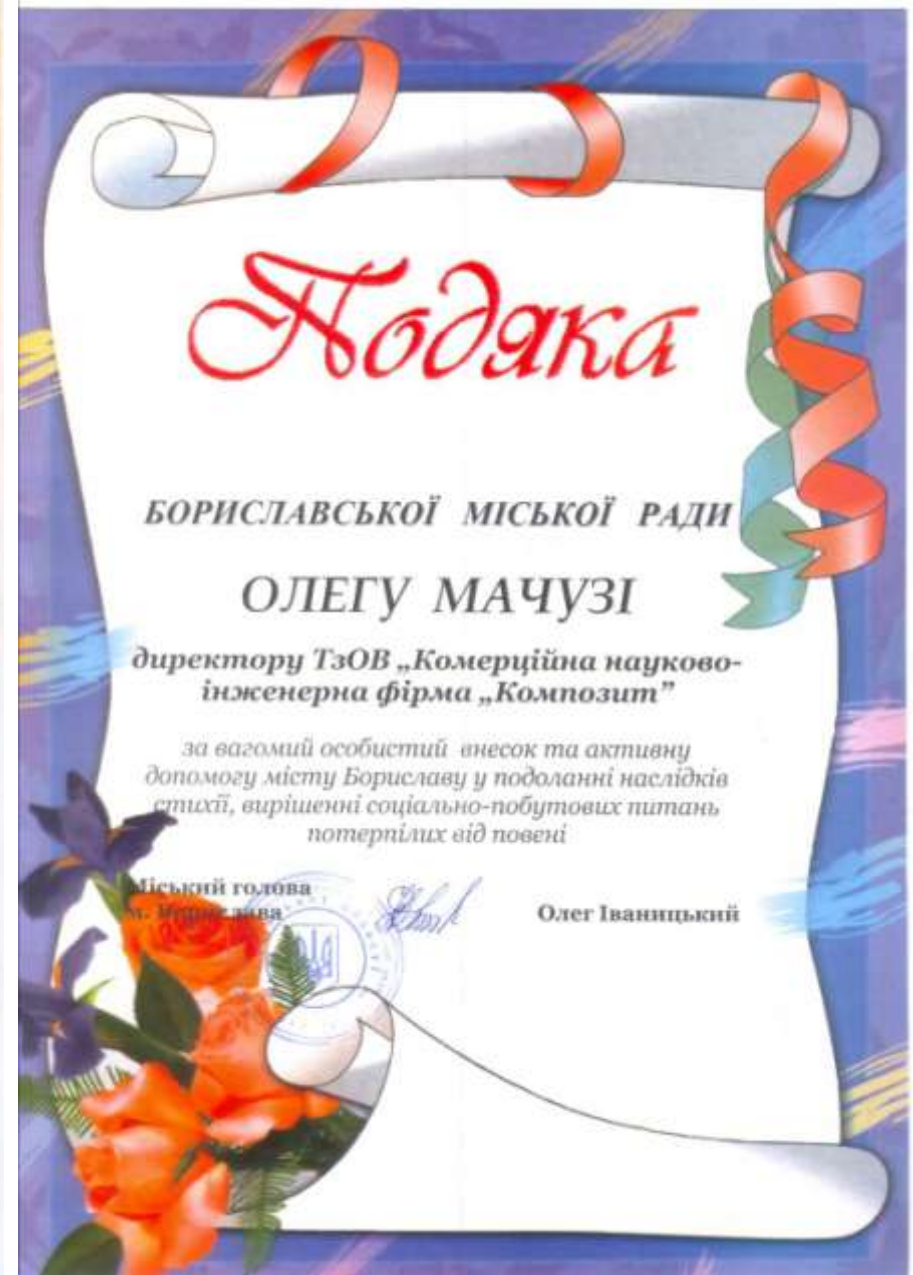 Подяка
БОРИСЛАВСЬКОЇ МІСЬКОЇ РАДИ
ОЛЕГУ МАЧУЗІ
директору ТзОВ „Комерційна науково-
інженерна фірма „Композит”
за вагомий особистий внесок та активну
допомогу місту Бориславу у подоланні наслідків
стихії, вирішенні соціально-побутових питань
потерпілих від повені
Міський голова
м. Борислава
Олег Іваницький